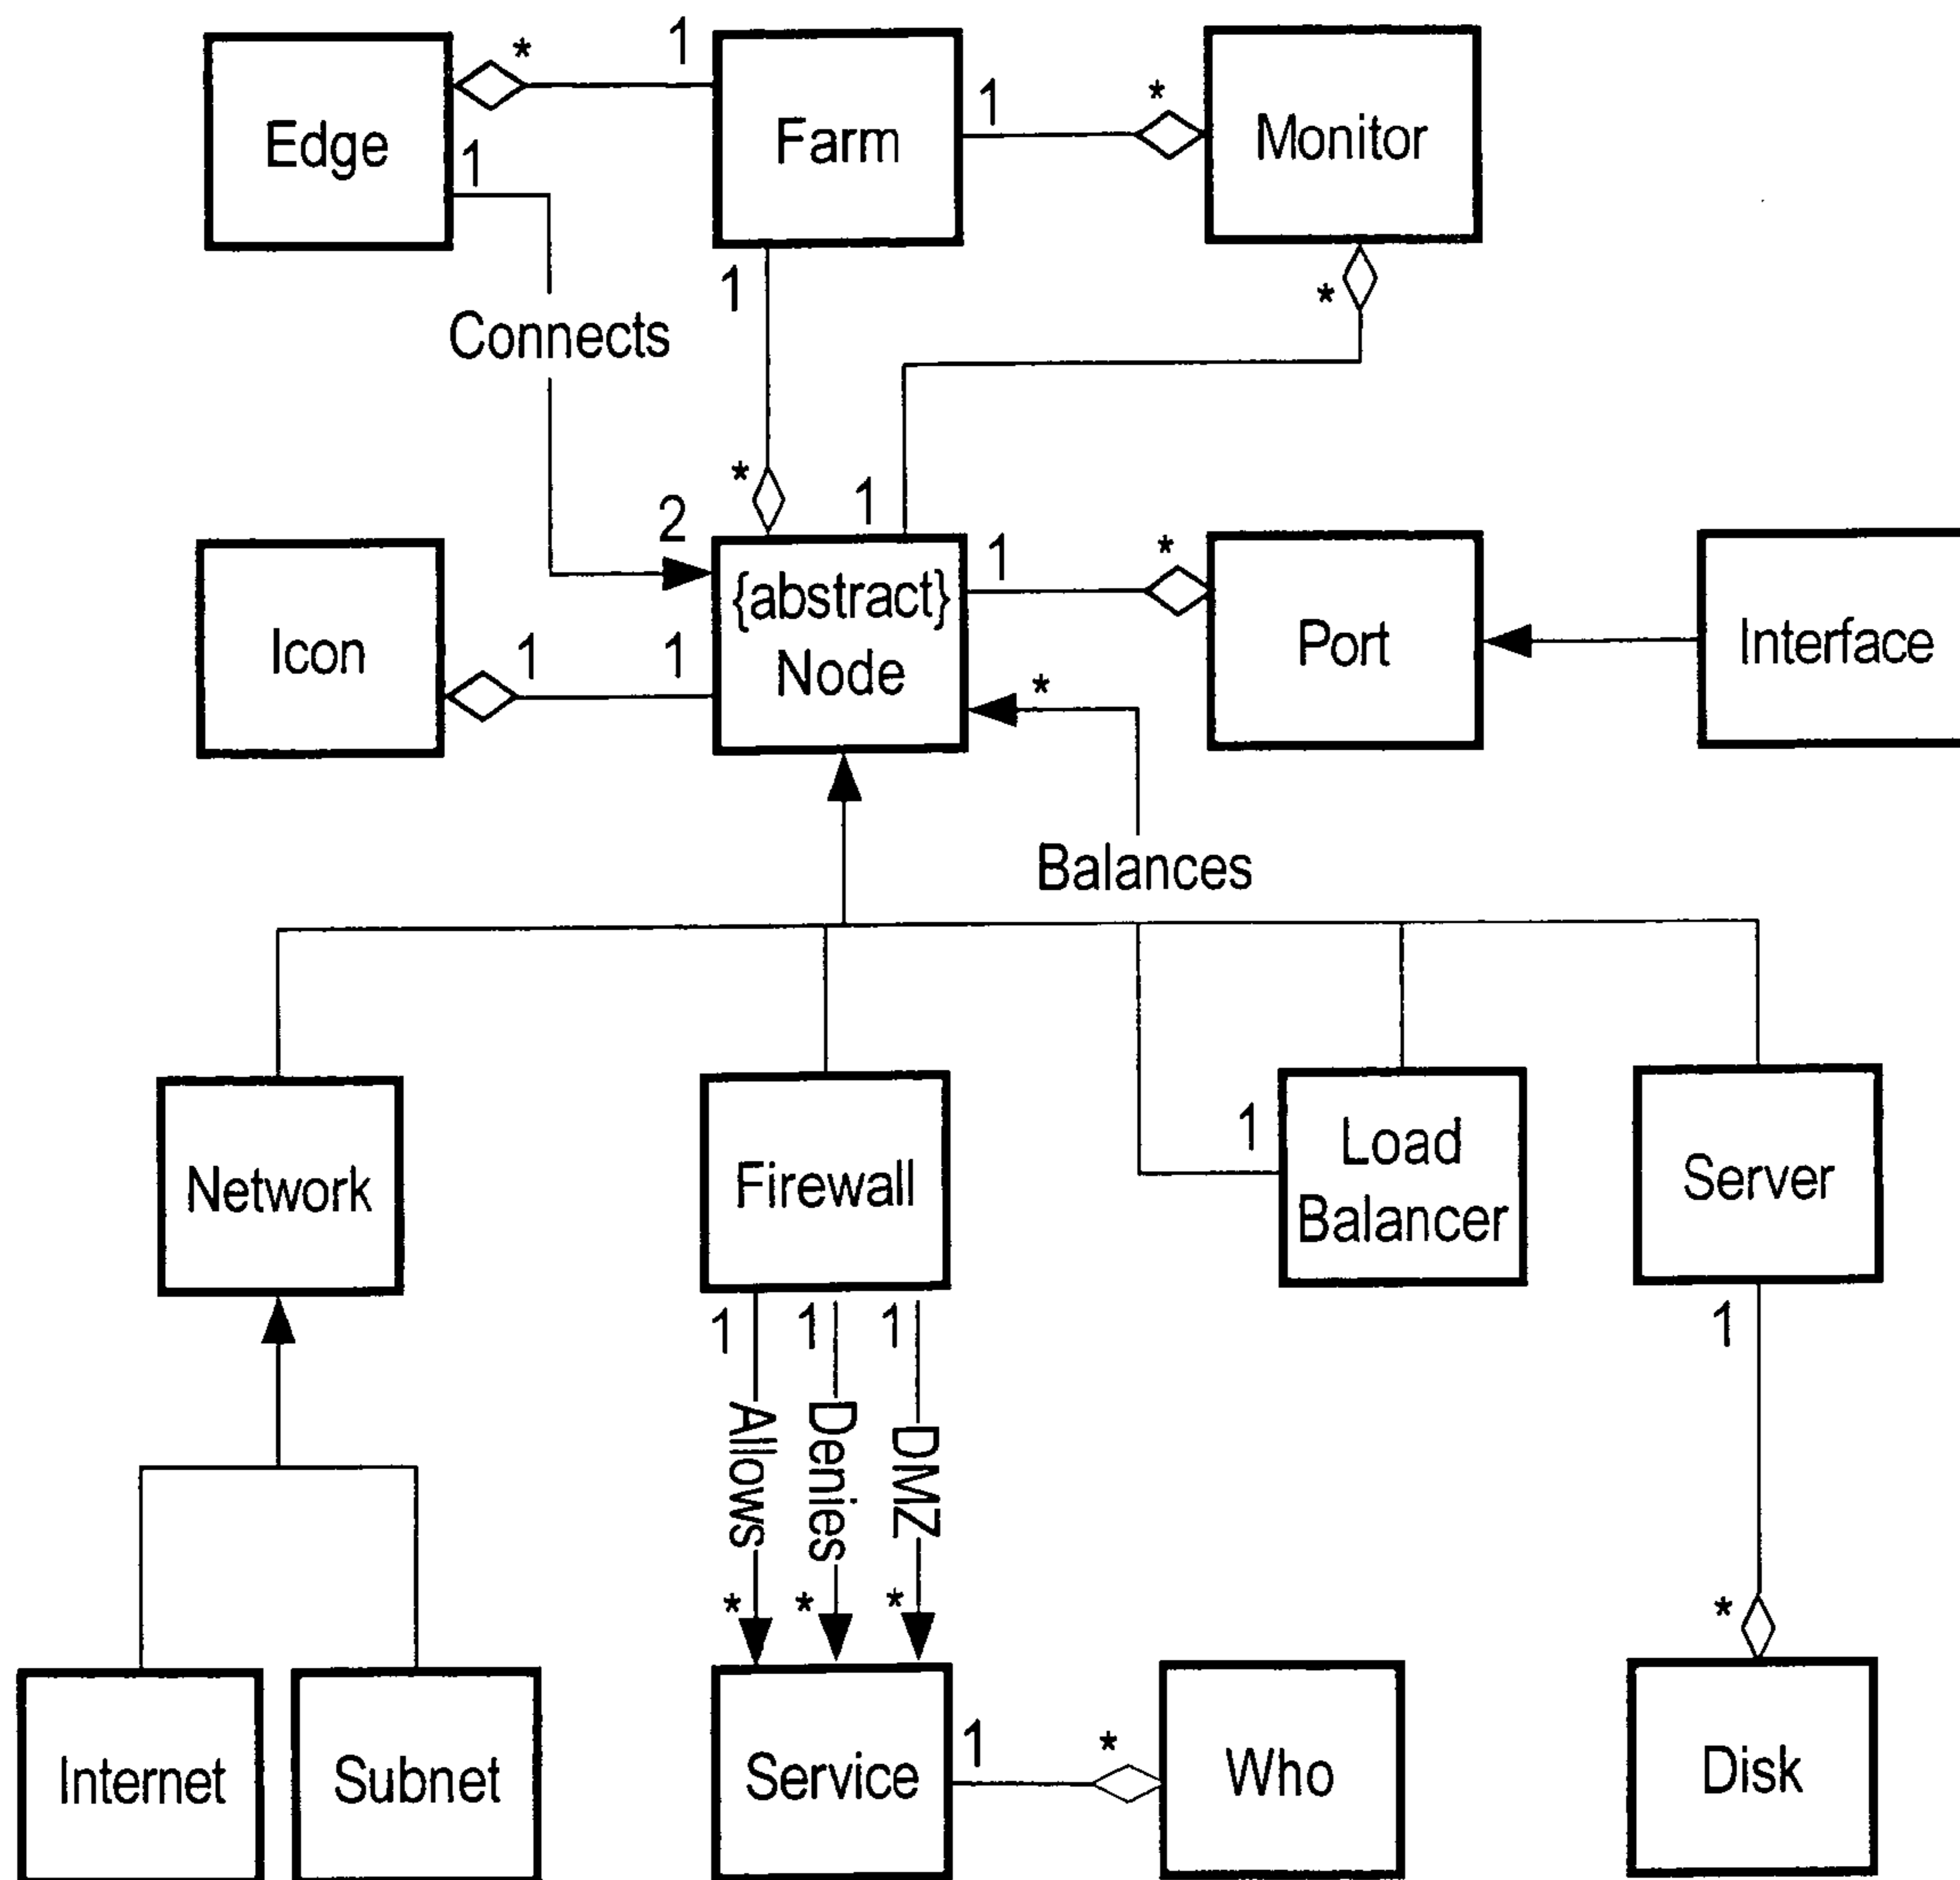 * 1
Edge
Farm
1 *
Monitor
1
1
*
Connects
*
2
1
Icon
1 1
{abstract}
Node
1 *
Port
Interface
*
Balances
Network
Firewall
1
Load
Balancer
Server
1 1 1
Allows
Denies
DMZ
* * *
1
*
Internet
Subnet
Service
1 *
Who
Disk